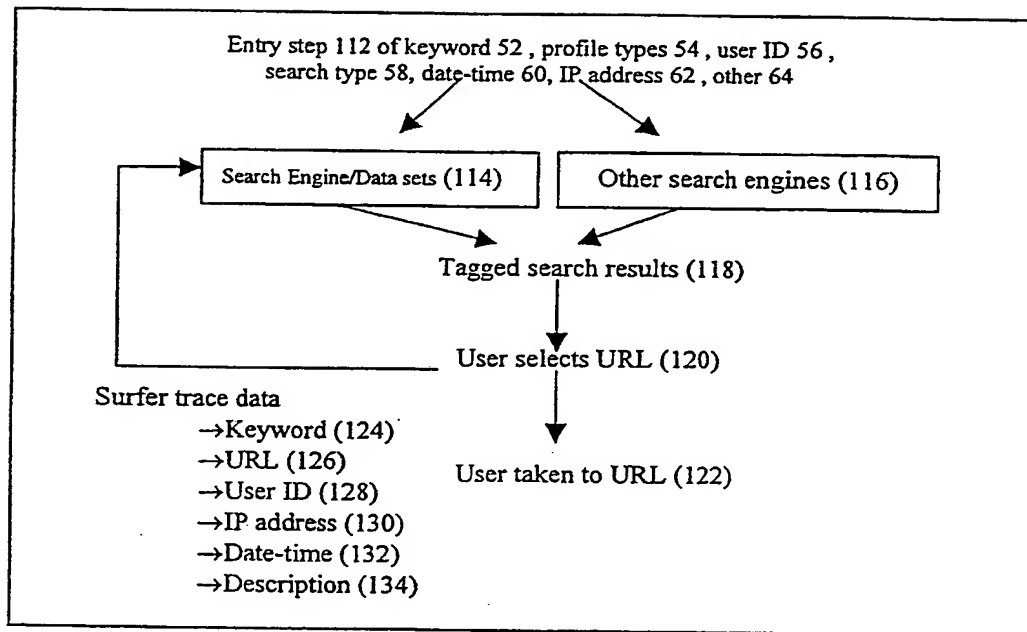 Entry step 112 of keyword 52 , profile types 54 , user ID 56 ,
search type 58, date-time 60, IP address 62 , other 64
Search Engine/Data sets (114)
Other search engines (116)
Tagged search results (118)
User selects URL (120)
Surfer trace data
→Keyword (124)
→URL (126)
User taken to URL (122)
→User ID (128)
→IP address (130)
→Date-time (132)
→Description (134)